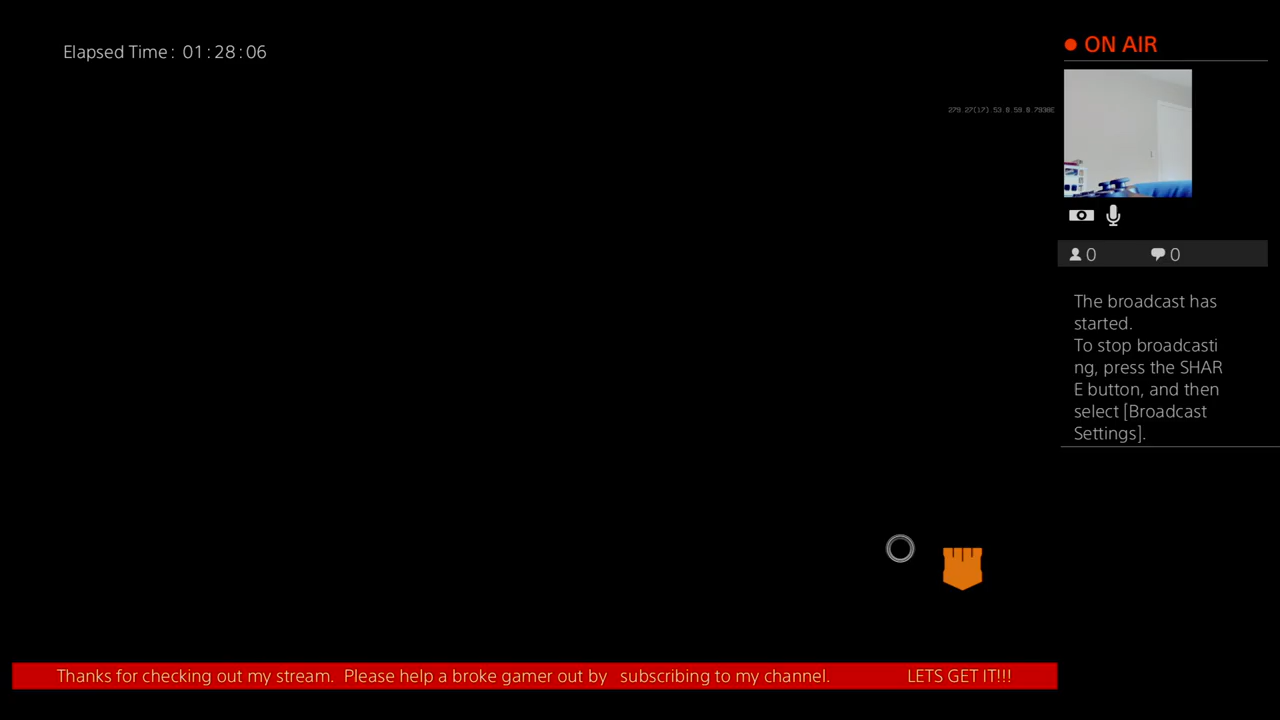 Elapsed Time: 01:28:06
ON AIR
0 0
The broadcast has
started.
To stop broadcasti
ng, press the SHAR
E button, and then
select [Broadcast
Settings].
Thanks for checking out my stream. Please help a broke gamer out by subscribing to my channel. LETS GET IT!!!